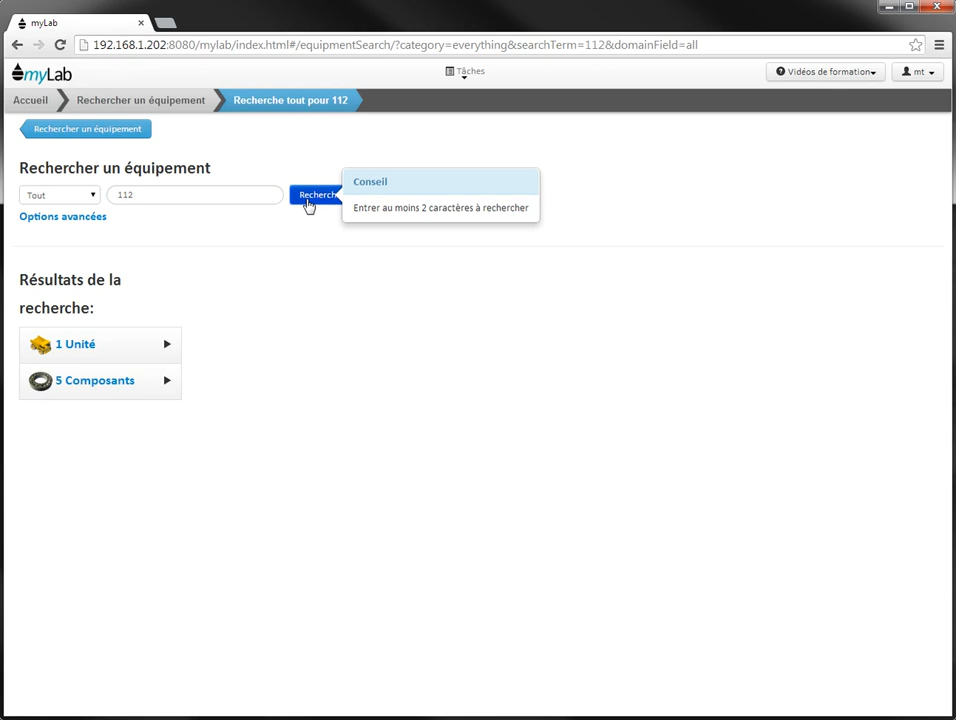 myLab
192.168.1.202:8080/mylab/index.html#/equipmentSearch/?category=everything&searchTerm=112&domainField=all
myLab
Tâches
Vidéos de formation
mt
Accueil
Rechercher un équipement
Recherche tout pour 112
Rechercher un équipement
Rechercher un équipement
Tout
112
Recherch
Conseil
Entrer au moins 2 caractères à rechercher
Options avancées
Résultats de la
recherche:
1 Unité
5 Composants